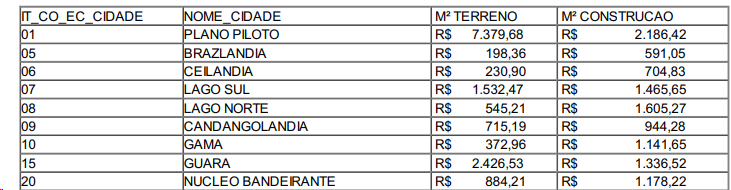 IT_CO_EC_CIDADE NOME_CIDADE M² TERRENO M² CONSTRUCAO
01 PLANO PILOTO R$ 7.379,68 R$ 2.186,42
05 BRAZLANDIA R$ 198,36 R$ 591,05
06 CEILANDIA R$ 230,90 R$ 704,83
07 LAGO SUL R$ 1.532,47 R$ 1.465,65
08 LAGO NORTE R$ 545,21 R$ 1.605,27
09 CANDANGOLANDIA R$ 715,19 R$ 944,28
10 GAMA R$ 372,96 R$ 1.141,65
15 GUARA R$ 2.426,53 R$ 1.336,52
20 NUCLEO BANDEIRANTE R$ 884,21 R$ 1.178,22